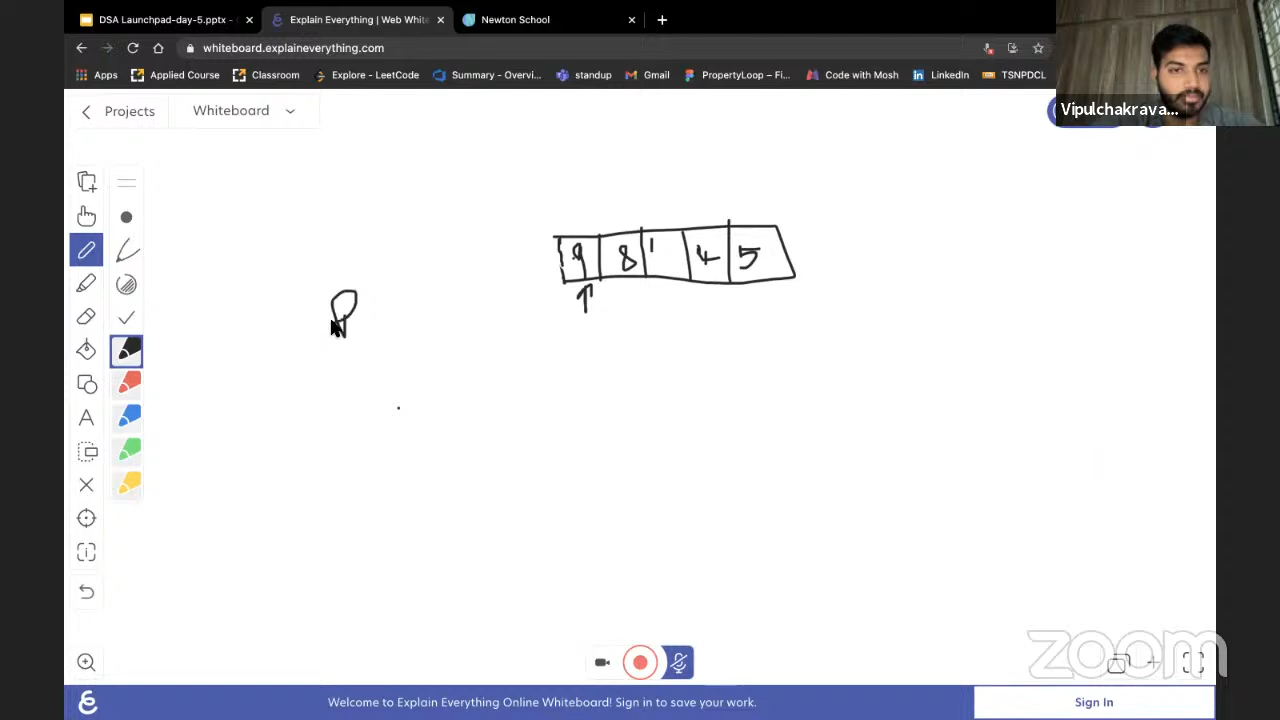 DSA Launchpad-day-5.pptx -
Explain Everything | Web White
Newton School
whiteboard.explaineverything.com
Apps
Applied Course
Classroom
Explore - LeetCode
Summary - Overvi...
standup
Gmail
PropertyLoop – Fi...
Code with Mosh
LinkedIn
TSNPDCL
Vipulchakrava...
Projects
Whiteboard
9 8 1 4 5
A
zoom
Welcome to Explain Everything Online Whiteboard! Sign in to save your work.
Sign In